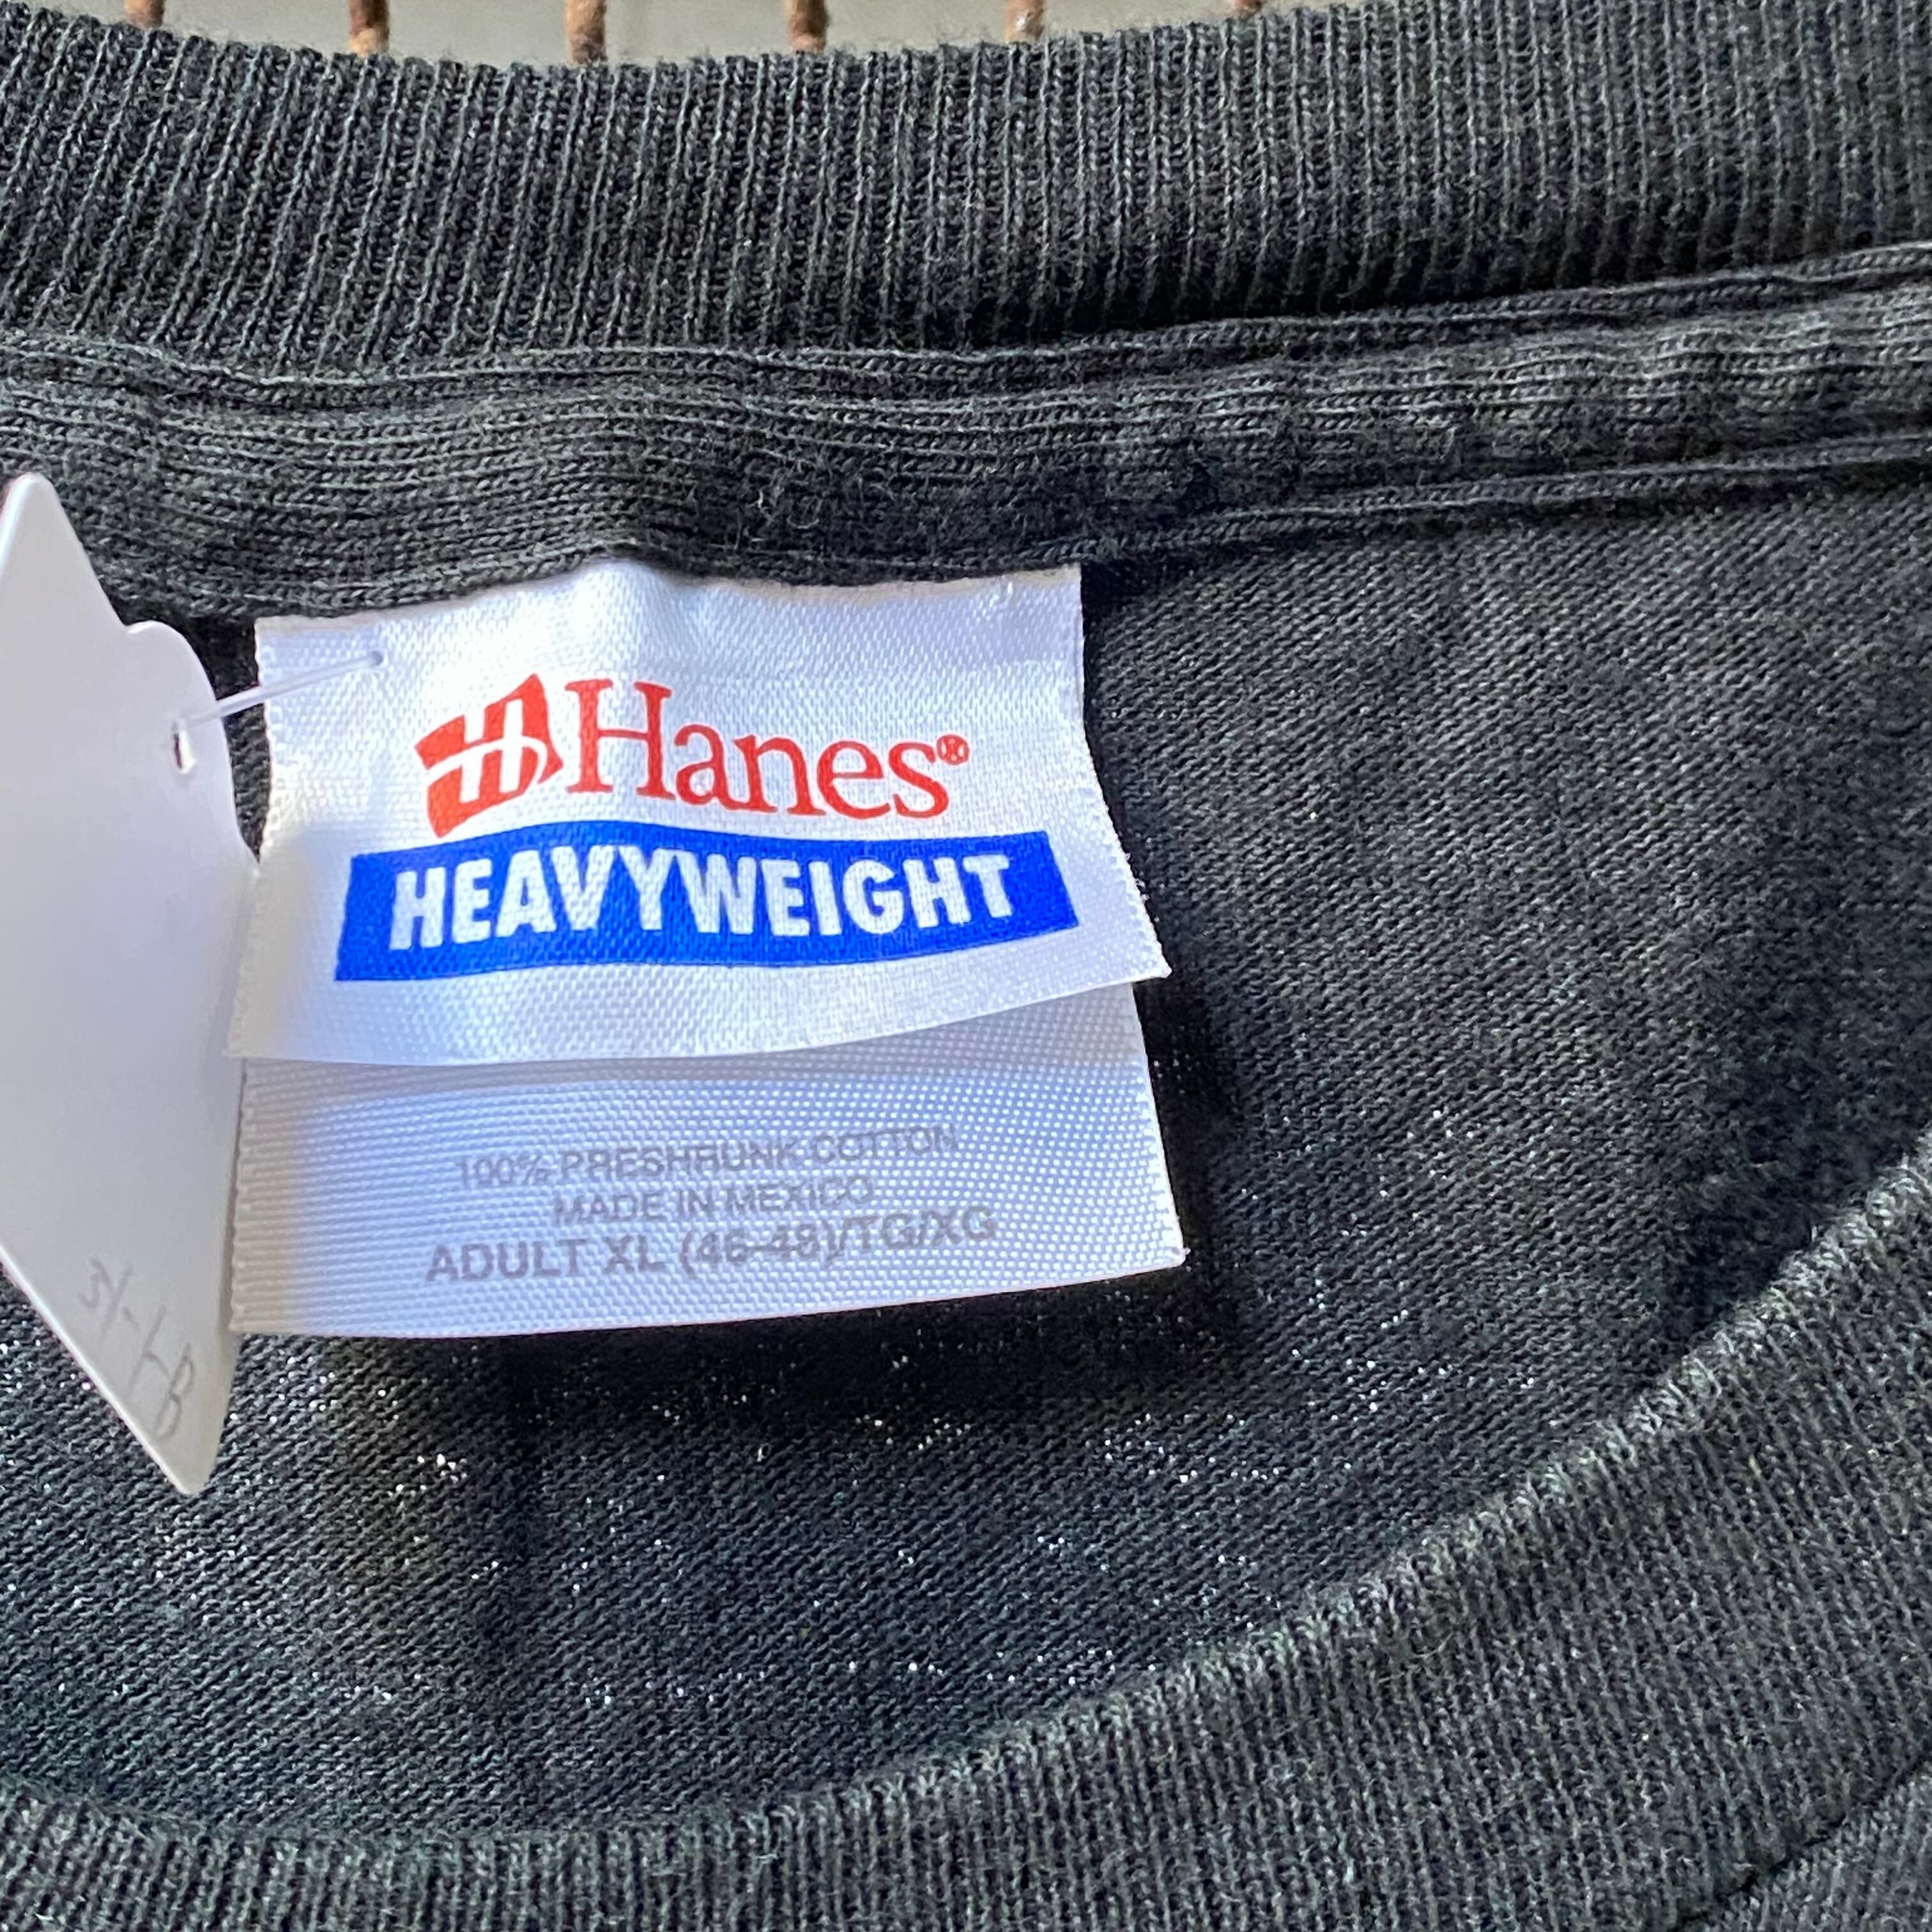 Hanes®
HEAVYWEIGHT
100% PRESHRUNK COTTON
MADE IN MEXICO
ADULT XL (46-48)/TG/XG